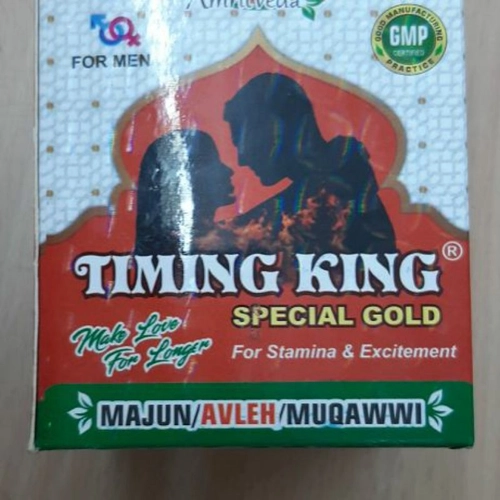 GOOD MANUFACTURING
FOR MEN
GMP
CERTIFIED
PRACTICE
TIMING KING®
SPECIAL GOLD
Make Love
For Longer
For Stamina & Excitement
MAJUN/AVLEH/MUQAWWI